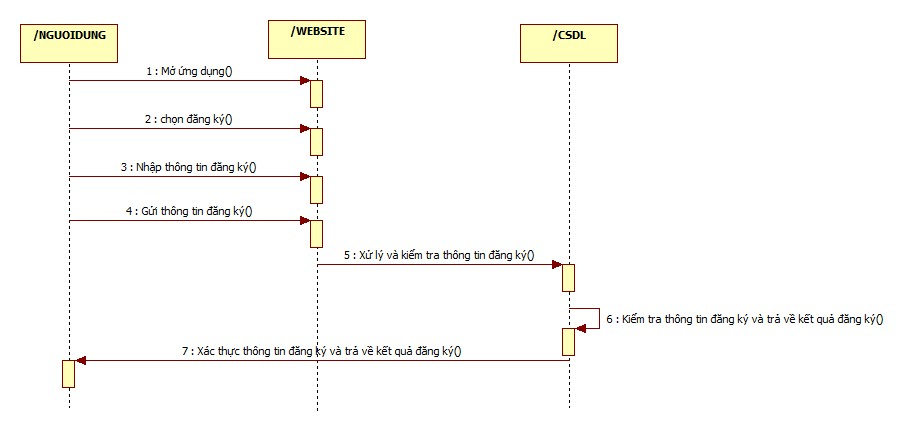 /NGUOIDUNG
/WEBSITE
/CSDL
1 : Mở ứng dụng()
2 : chọn đăng ký()
3 : Nhập thông tin đăng ký()
4 : Gửi thông tin đăng ký()
5 : Xử lý và kiểm tra thông tin đăng ký()
6 : Kiểm tra thông tin đăng ký và trả về kết quả đăng ký()
7 : Xác thực thông tin đăng ký và trả về kết quả đăng ký()